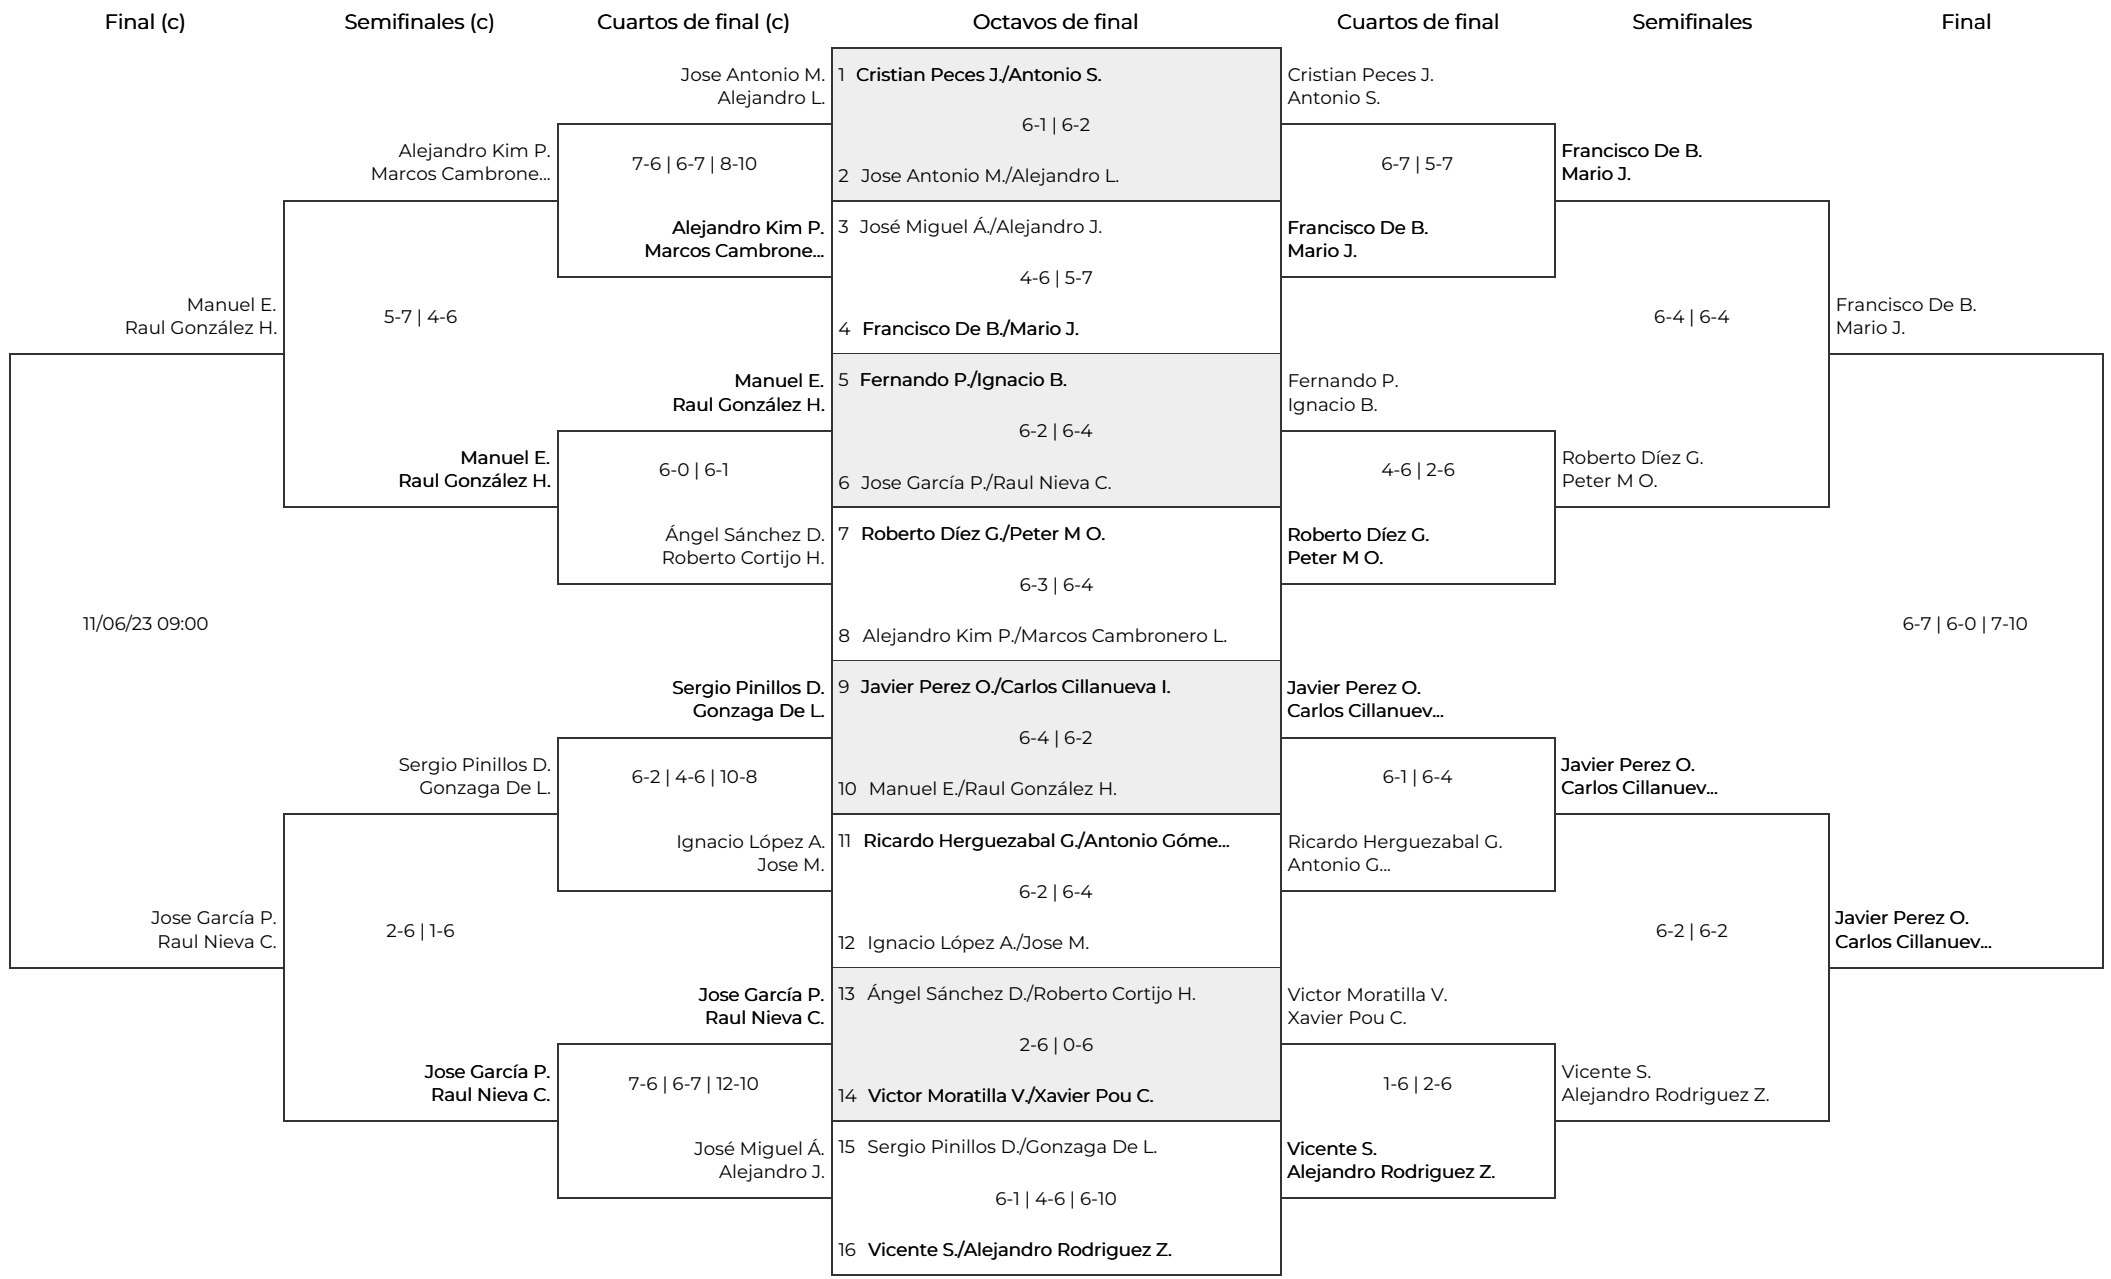 Final (c)
Semifinales (c)
Cuartos de final (c)
Octavos de final
Cuartos de final
Semifinales
Final
Manuel E.
Raul González H.
11/06/23 09:00
Jose García P.
Raul Nieva C.
Alejandro Kim P.
Marcos Cambrone...
5-7 | 4-6
Manuel E.
Raul González H.
Sergio Pinillos D.
Gonzaga De L.
2-6 | 1-6
Jose García P.
Raul Nieva C.
Jose Antonio M.
Alejandro L.
7-6 | 6-7 | 8-10
Alejandro Kim P.
Marcos Cambrone...
Manuel E.
Raul González H.
6-0 | 6-1
Ángel Sánchez D.
Roberto Cortijo H.
Sergio Pinillos D.
Gonzaga De L.
6-2 | 4-6 | 10-8
Ignacio López A.
Jose M.
Jose García P.
Raul Nieva C.
7-6 | 6-7 | 12-10
José Miguel Á.
Alejandro J.
1 Cristian Peces J./Antonio S.
6-1 | 6-2
2 Jose Antonio M./Alejandro L.
3 José Miguel Á./Alejandro J.
4-6 | 5-7
4 Francisco De B./Mario J.
5 Fernando P./Ignacio B.
6-2 | 6-4
6 Jose García P./Raul Nieva C.
7 Roberto Díez G./Peter M O.
6-3 | 6-4
8 Alejandro Kim P./Marcos Cambronero L.
9 Javier Perez O./Carlos Cillanueva I.
6-4 | 6-2
10 Manuel E./Raul González H.
11 Ricardo Herguezabal G./Antonio Góme...
6-2 | 6-4
12 Ignacio López A./Jose M.
13 Ángel Sánchez D./Roberto Cortijo H.
2-6 | 0-6
14 Victor Moratilla V./Xavier Pou C.
15 Sergio Pinillos D./Gonzaga De L.
6-1 | 4-6 | 6-10
16 Vicente S./Alejandro Rodriguez Z.
Cristian Peces J.
Antonio S.
6-7 | 5-7
Francisco De B.
Mario J.
Fernando P.
Ignacio B.
4-6 | 2-6
Roberto Díez G.
Peter M O.
Javier Perez O.
Carlos Cillanuev...
6-1 | 6-4
Ricardo Herguezabal G.
Antonio G...
Victor Moratilla V.
Xavier Pou C.
1-6 | 2-6
Vicente S.
Alejandro Rodriguez Z.
Francisco De B.
Mario J.
6-4 | 6-4
Roberto Díez G.
Peter M O.
Javier Perez O.
Carlos Cillanuev...
6-2 | 6-2
Vicente S.
Alejandro Rodriguez Z.
Francisco De B.
Mario J.
6-7 | 6-0 | 7-10
Javier Perez O.
Carlos Cillanuev...